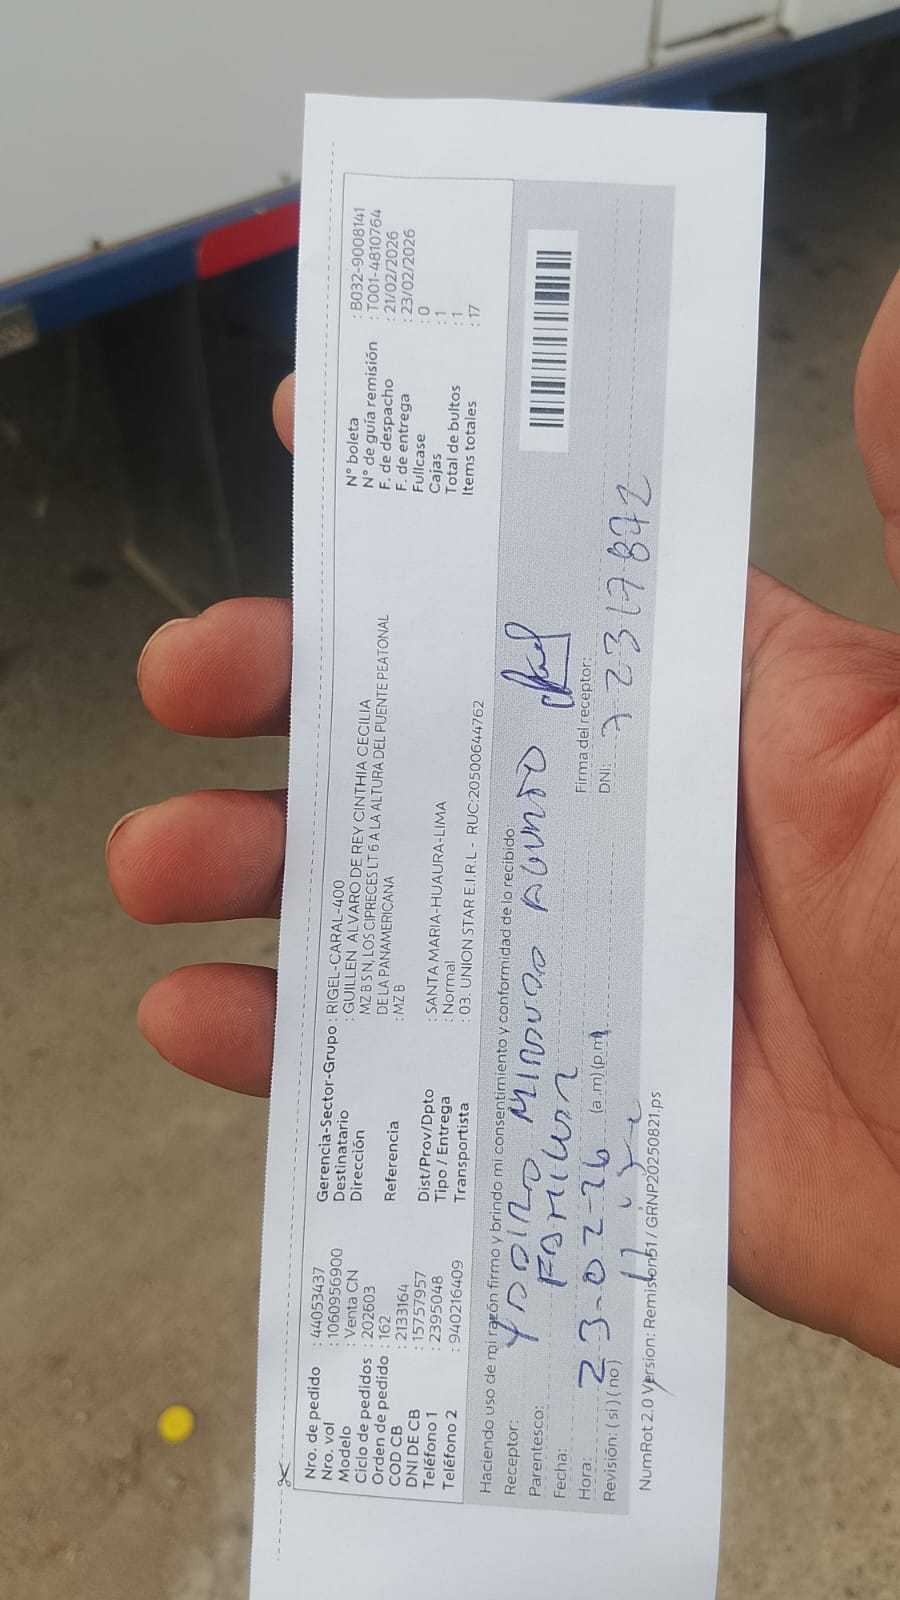 Nro. de pedido : 44053437
Nro. vol : 1060956900
Modelo : Venta CN
Ciclo de pedidos : 202603
Orden de pedido : 162
COD CB : 2133164
DNI DE CB : 15757957
Teléfono 1 : 2395048
Teléfono 2 : 940216409
Gerencia-Sector-Grupo : RIGEL-CARAL-400
Destinatario : GUILLEN ALVARO DE REY CINTHIA CECILIA
Dirección MZ B S N, LOS CIPRECES LT 6 A LA ALTURA DEL PUENTE PEATONAL
DE LA PANAMERICANA
Referencia : MZ B
Dist/Prov/Dpto : SANTA MARIA-HUAURA-LIMA
Tipo / Entrega : Normal
Transportista : 03. UNION STAR E.I.R.L - RUC:20500644762
N° boleta : B032-9008141
N° de guía remisión : T001-4810764
F. de despacho : 21/02/2026
F. de entrega : 23/02/2026
Fullcase : 0
Cajas : 1
Total de bultos : 1
Items totales : 17
Haciendo uso de mi razón firmo y brindo mi consentimiento y conformidad de lo recibido
Receptor:
Parentesco:
Fecha: 23-02-26
Hora: (a.m) (p.m)
Revisión: ( si ) ( no )
Firma del receptor:
DNI: 72317872
NumRot 2.0 Version: Remision51 / GRNP20250821.ps